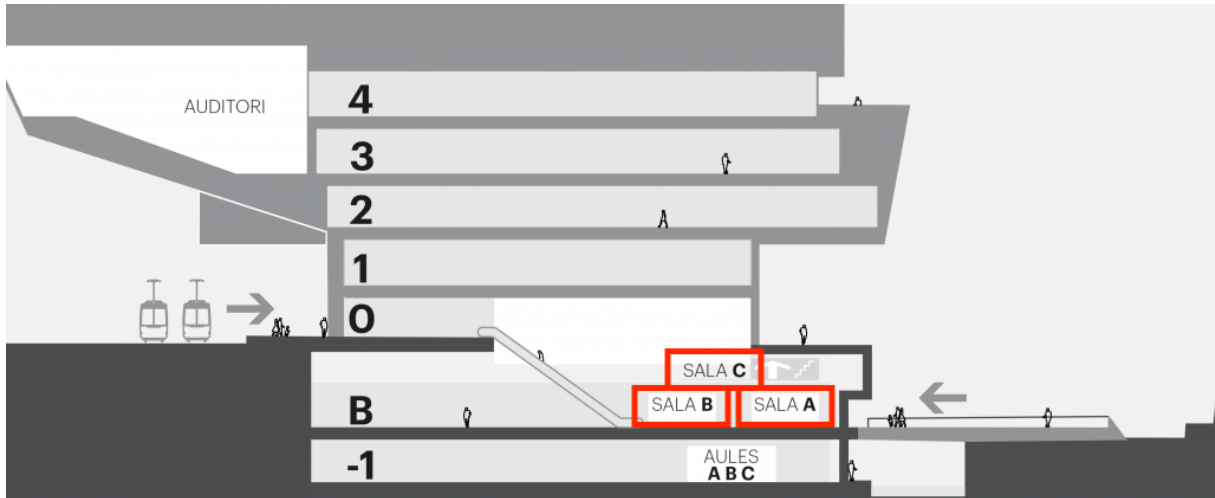 AUDITORI
4
3
2
1
0
SALA C
B
SALA B
SALA A
-1
AULES
A B C